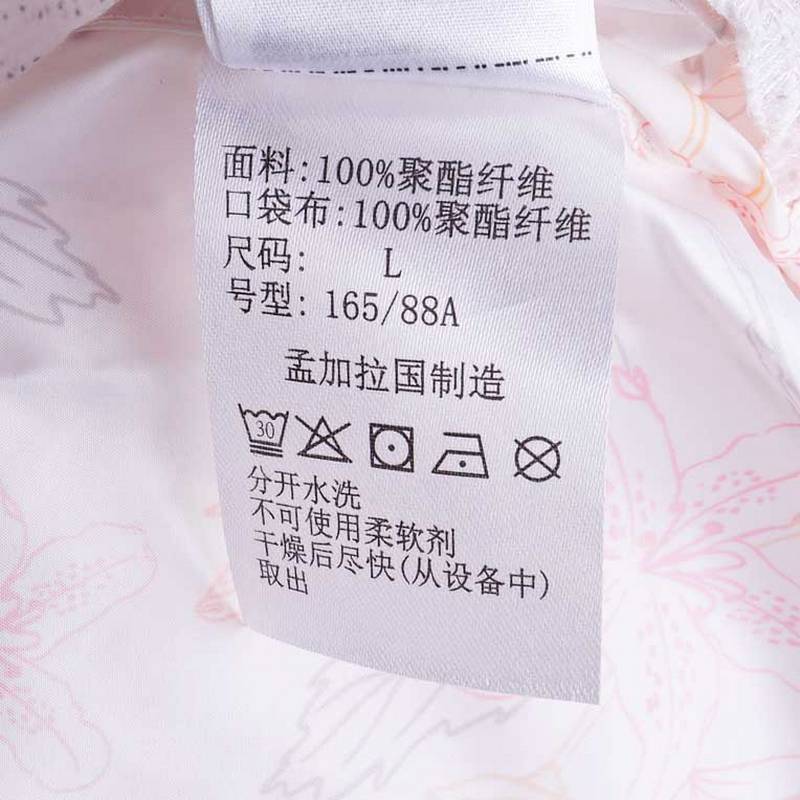 面料:100%聚酯纤维
口袋布:100%聚酯纤维
尺码: L
号型: 165/88A
孟加拉国制造
30
分开水洗
不可使用柔软剂
干燥后尽快(从设备中)
取出